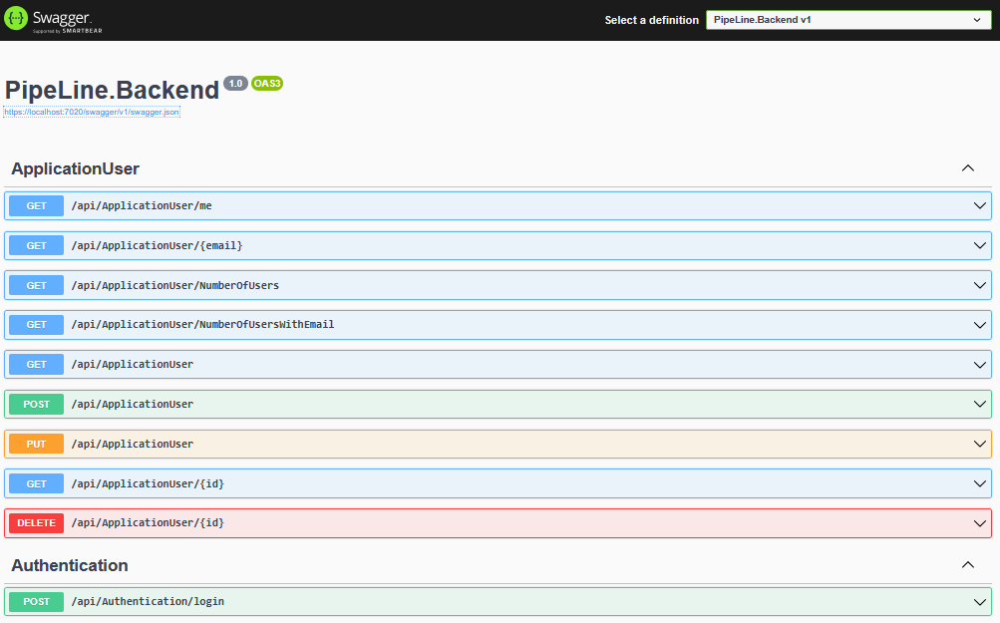 Swagger.
Supported by SMARTBEAR
Select a definition
PipeLine.Backend v1
PipeLine.Backend 1.0 OAS3
https://localhost:7020/swagger/v1/swagger.json
ApplicationUser
GET /api/ApplicationUser/me
GET /api/ApplicationUser/{email}
GET /api/ApplicationUser/NumberOfUsers
GET /api/ApplicationUser/NumberOfUsersWithEmail
GET /api/ApplicationUser
POST /api/ApplicationUser
PUT /api/ApplicationUser
GET /api/ApplicationUser/{id}
DELETE /api/ApplicationUser/{id}
Authentication
POST /api/Authentication/login